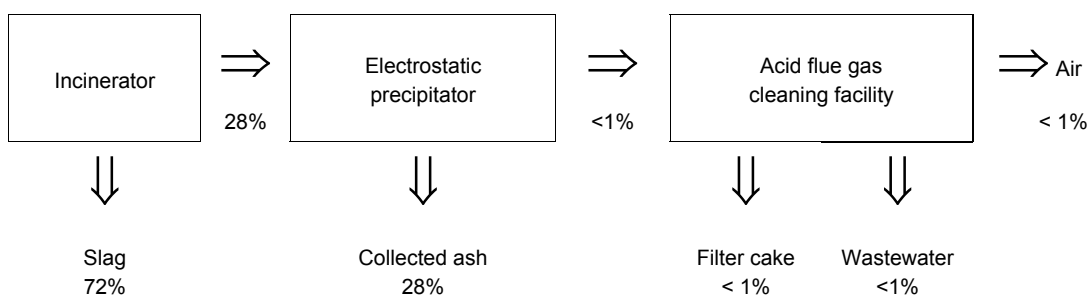 Incinerator
28%
Electrostatic
precipitator
<1%
Acid flue gas
cleaning facility
Air
< 1%
Slag
72%
Collected ash
28%
Filter cake
< 1%
Wastewater
<1%